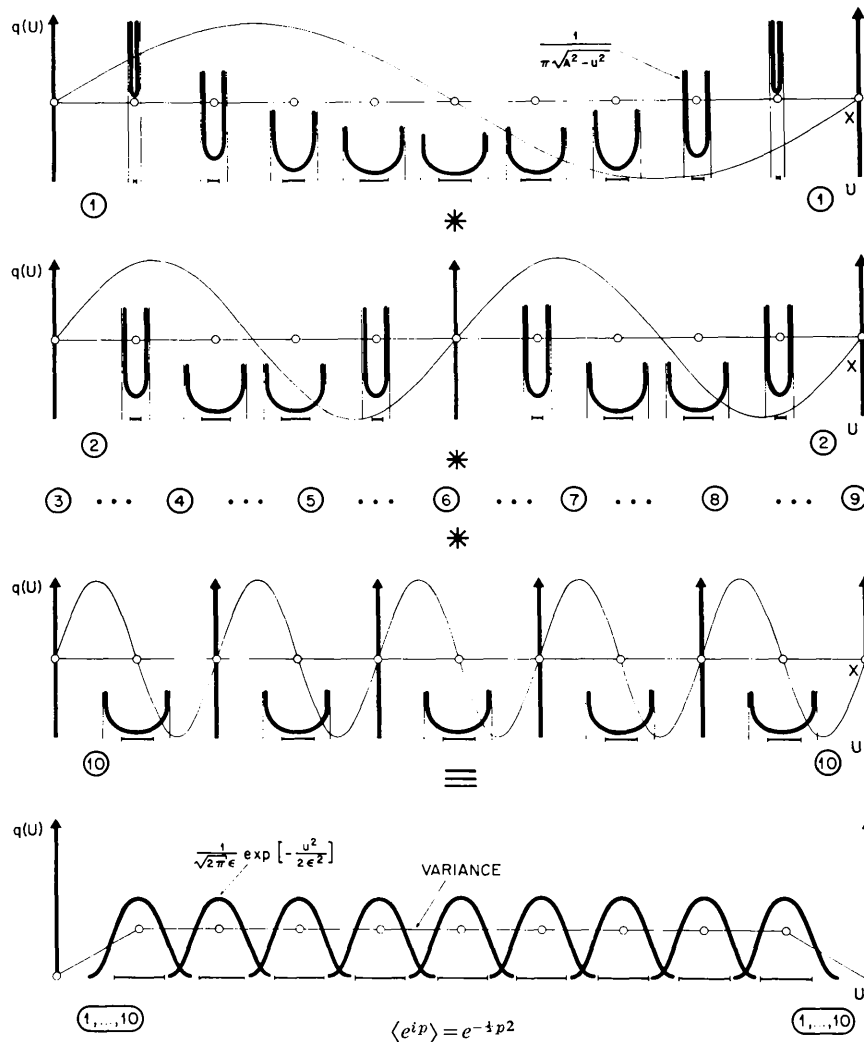 q(U)
1/(π√(A²−u²))
X
① ① U
*
q(U)
X
② ② U
*
③ ··· ④ ··· ⑤ ··· ⑥ ··· ⑦ ··· ⑧ ··· ⑨
*
q(U)
X
⑩ ⑩ U
≡
q(U)
1/(√2π ε) exp [−u²/2ε²]
VARIANCE
U
1,...,10 1,...,10
⟨e^{ip}⟩ = e^{−½p2}